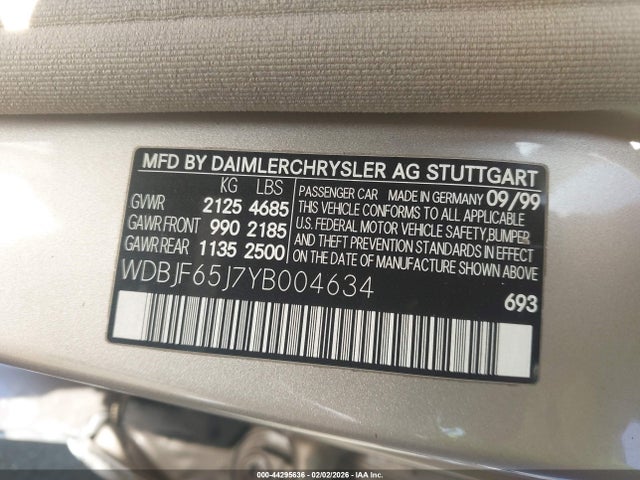 MFD BY DAIMLERCHRYSLER AG STUTTGART
KG LBS
GVWR 2125 4685
GAWR FRONT 990 2185
GAWR REAR 1135 2500
PASSENGER CAR MADE IN GERMANY 09/99
THIS VEHICLE CONFORMS TO ALL APPLICABLE
U.S. FEDERAL MOTOR VEHICLE SAFETY,BUMPER
AND THEFT PREVENTION STANDARDS IN EFFECT
ON THE DATE OF MANUFACTURE SHOWN ABOVE.
WDBJF65J7YB004634
693
000-44295636 - 02/02/2026 - IAA Inc.